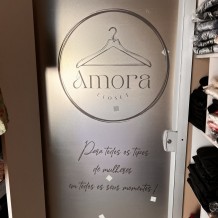 Amora
CLOSET
Para todos os tipos
de mulheres
em todos os seus momentos!